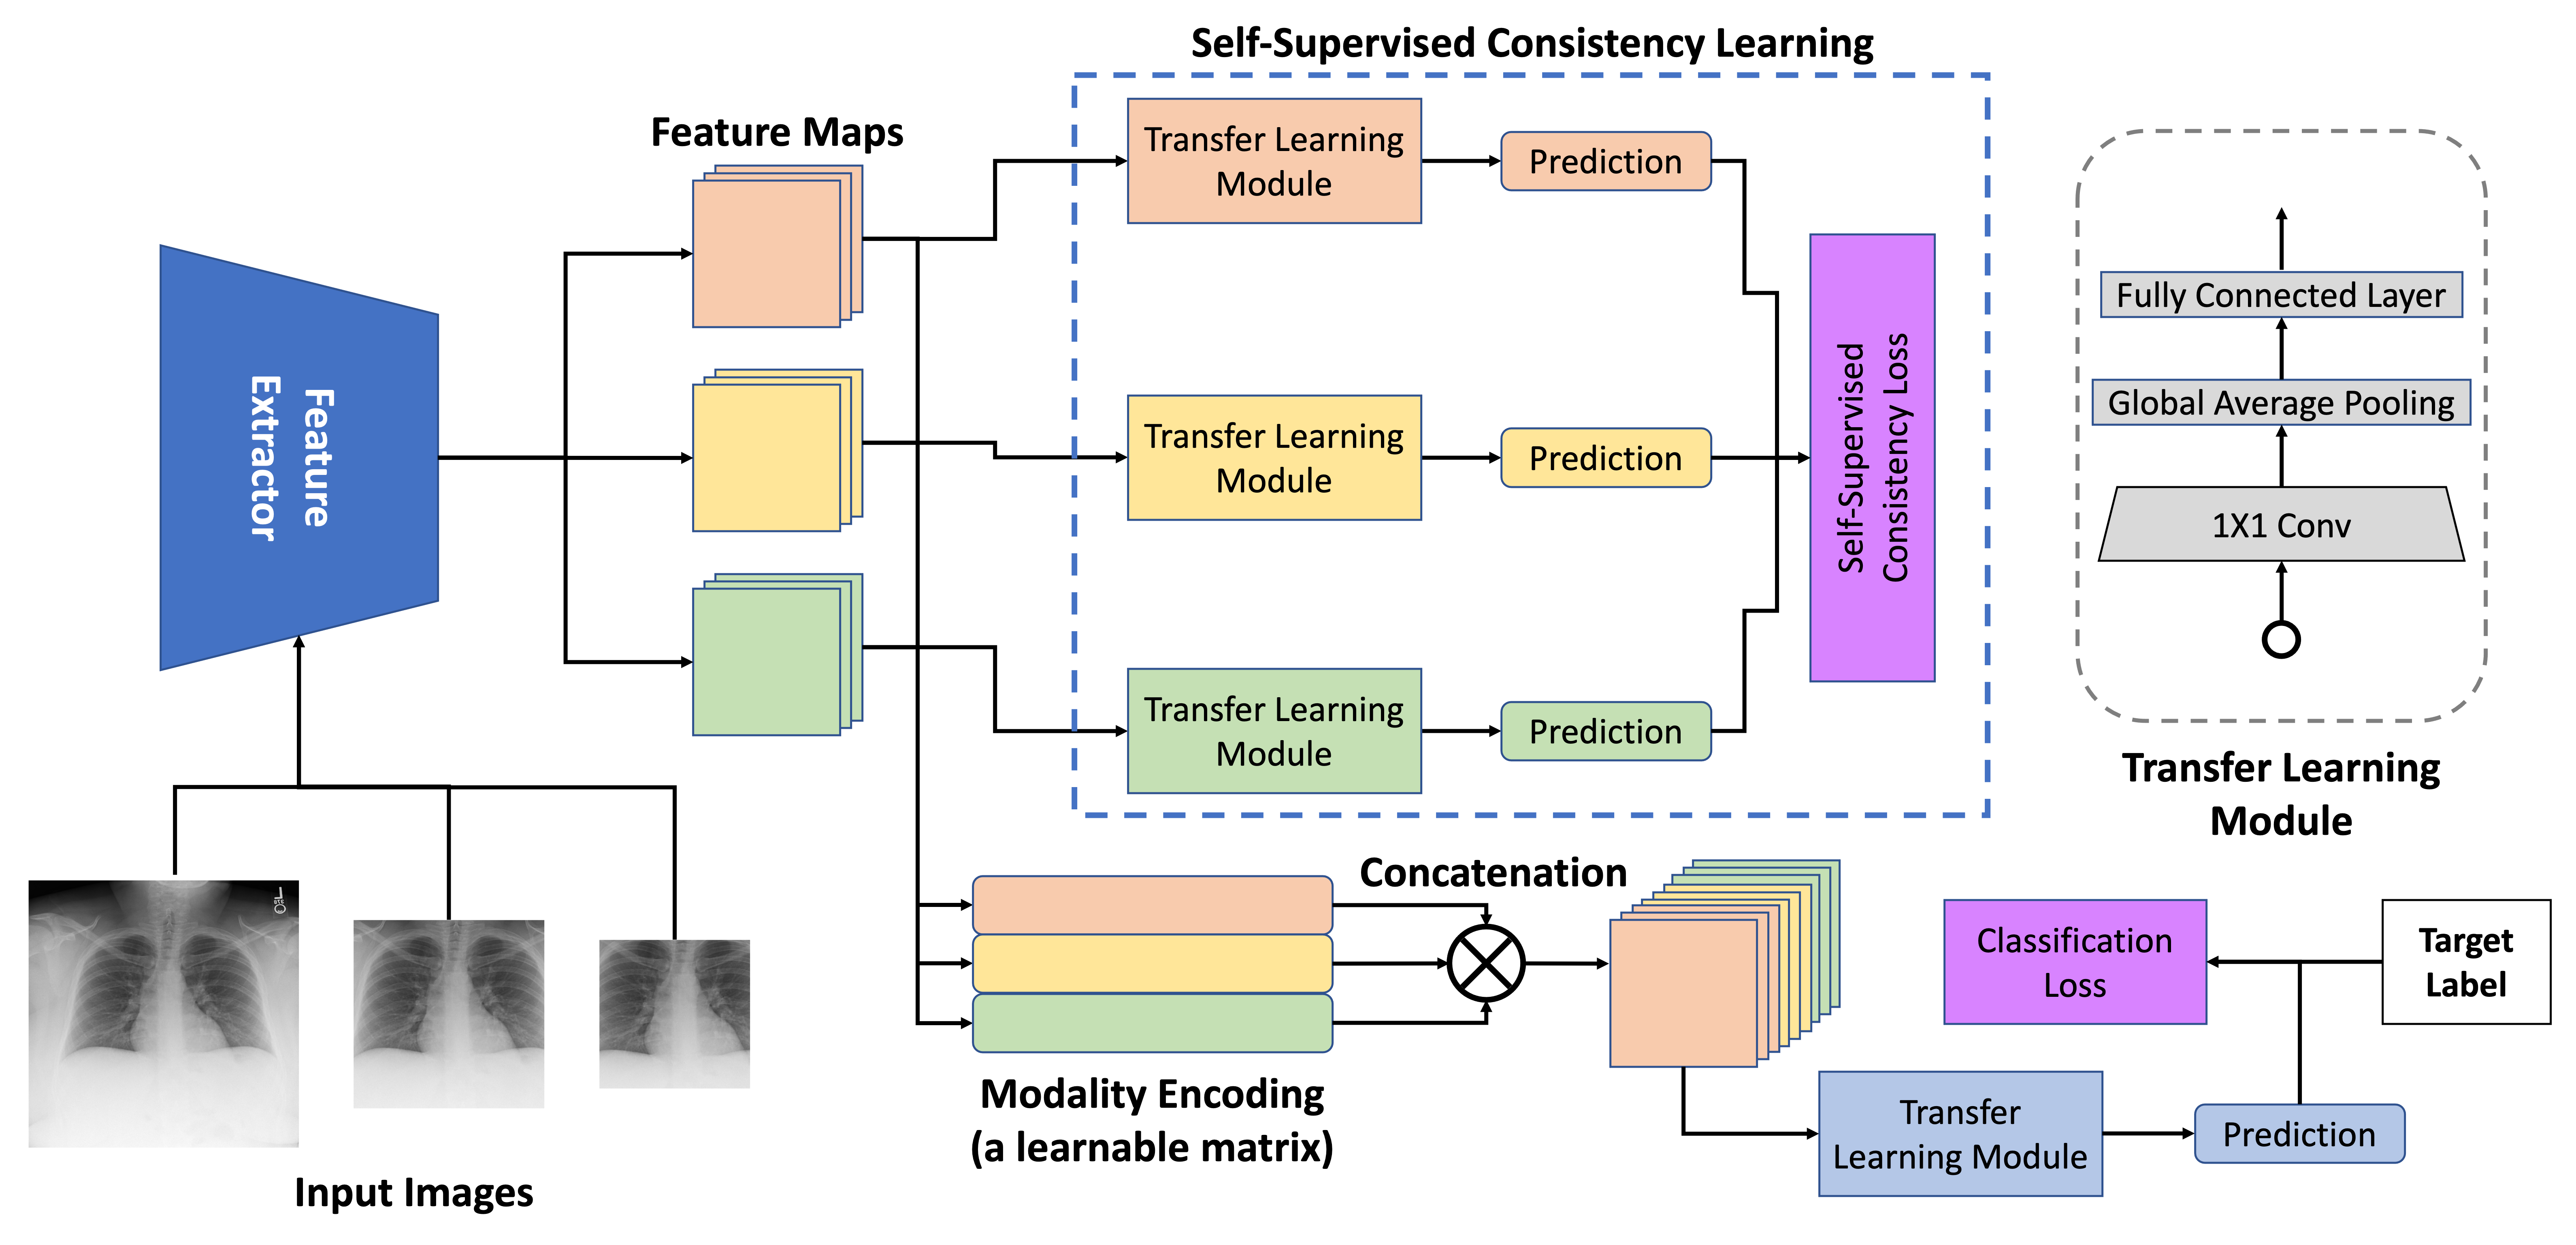 Self-Supervised Consistency Learning
Feature Maps
Feature
Extractor
Transfer Learning
Module
Prediction
Transfer Learning
Module
Prediction
Transfer Learning
Module
Prediction
Self-Supervised
Consistency Loss
Fully Connected Layer
Global Average Pooling
1X1 Conv
Transfer Learning
Module
Input Images
Modality Encoding
(a learnable matrix)
Concatenation
Transfer
Learning Module
Prediction
Classification
Loss
Target
Label